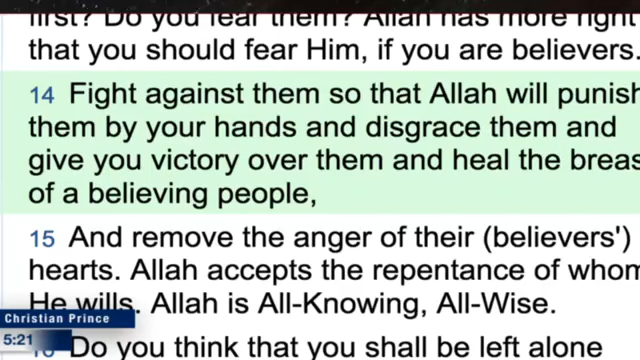 first? Do you fear them? Allah has more right
that you should fear Him, if you are believers.
14 Fight against them so that Allah will punish
them by your hands and disgrace them and
give you victory over them and heal the breas
of a believing people,
15 And remove the anger of their (believers')
hearts. Allah accepts the repentance of whom
He wills. Allah is All-Knowing, All-Wise.
Christian Prince
5:21
16 Do you think that you shall be left alone